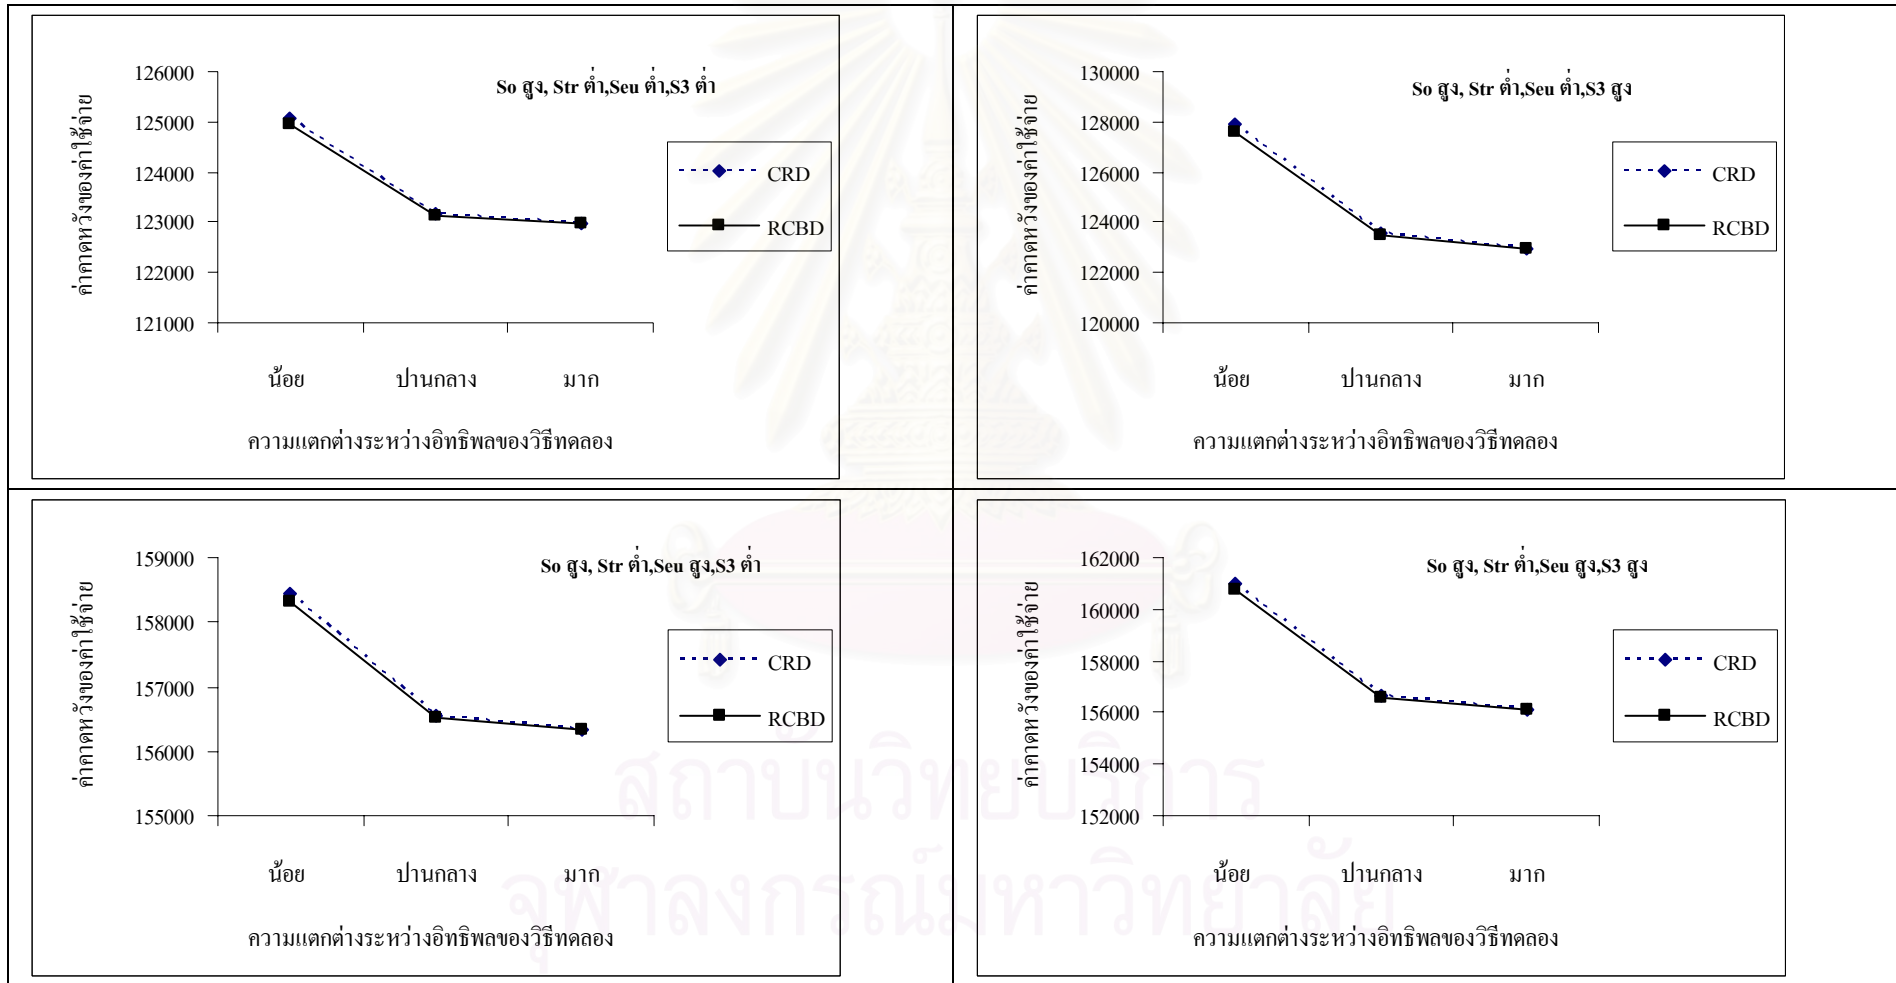 So สูง, Str ต่ำ,Seu ต่ำ,S3 ต่ำ
126000
125000
124000
123000
122000
121000
ค่าคาดหวังของค่าใช้จ่าย
CRD
RCBD
น้อย ปานกลาง มาก
ความแตกต่างระหว่างอิทธิพลของวิธีทดลอง
So สูง, Str ต่ำ,Seu ต่ำ,S3 สูง
130000
128000
126000
124000
122000
120000
ค่าคาดหวังของค่าใช้จ่าย
CRD
RCBD
น้อย ปานกลาง มาก
ความแตกต่างระหว่างอิทธิพลของวิธีทดลอง
So สูง, Str ต่ำ,Seu สูง,S3 ต่ำ
159000
158000
157000
156000
155000
ค่าคาดหวังของค่าใช้จ่าย
CRD
RCBD
น้อย ปานกลาง มาก
ความแตกต่างระหว่างอิทธิพลของวิธีทดลอง
So สูง, Str ต่ำ,Seu สูง,S3 สูง
162000
160000
158000
156000
154000
152000
ค่าคาดหวังของค่าใช้จ่าย
CRD
RCBD
น้อย ปานกลาง มาก
ความแตกต่างระหว่างอิทธิพลของวิธีทดลอง
สถาบันวิทยบริการ
จุฬาลงกรณ์มหาวิทยาลัย